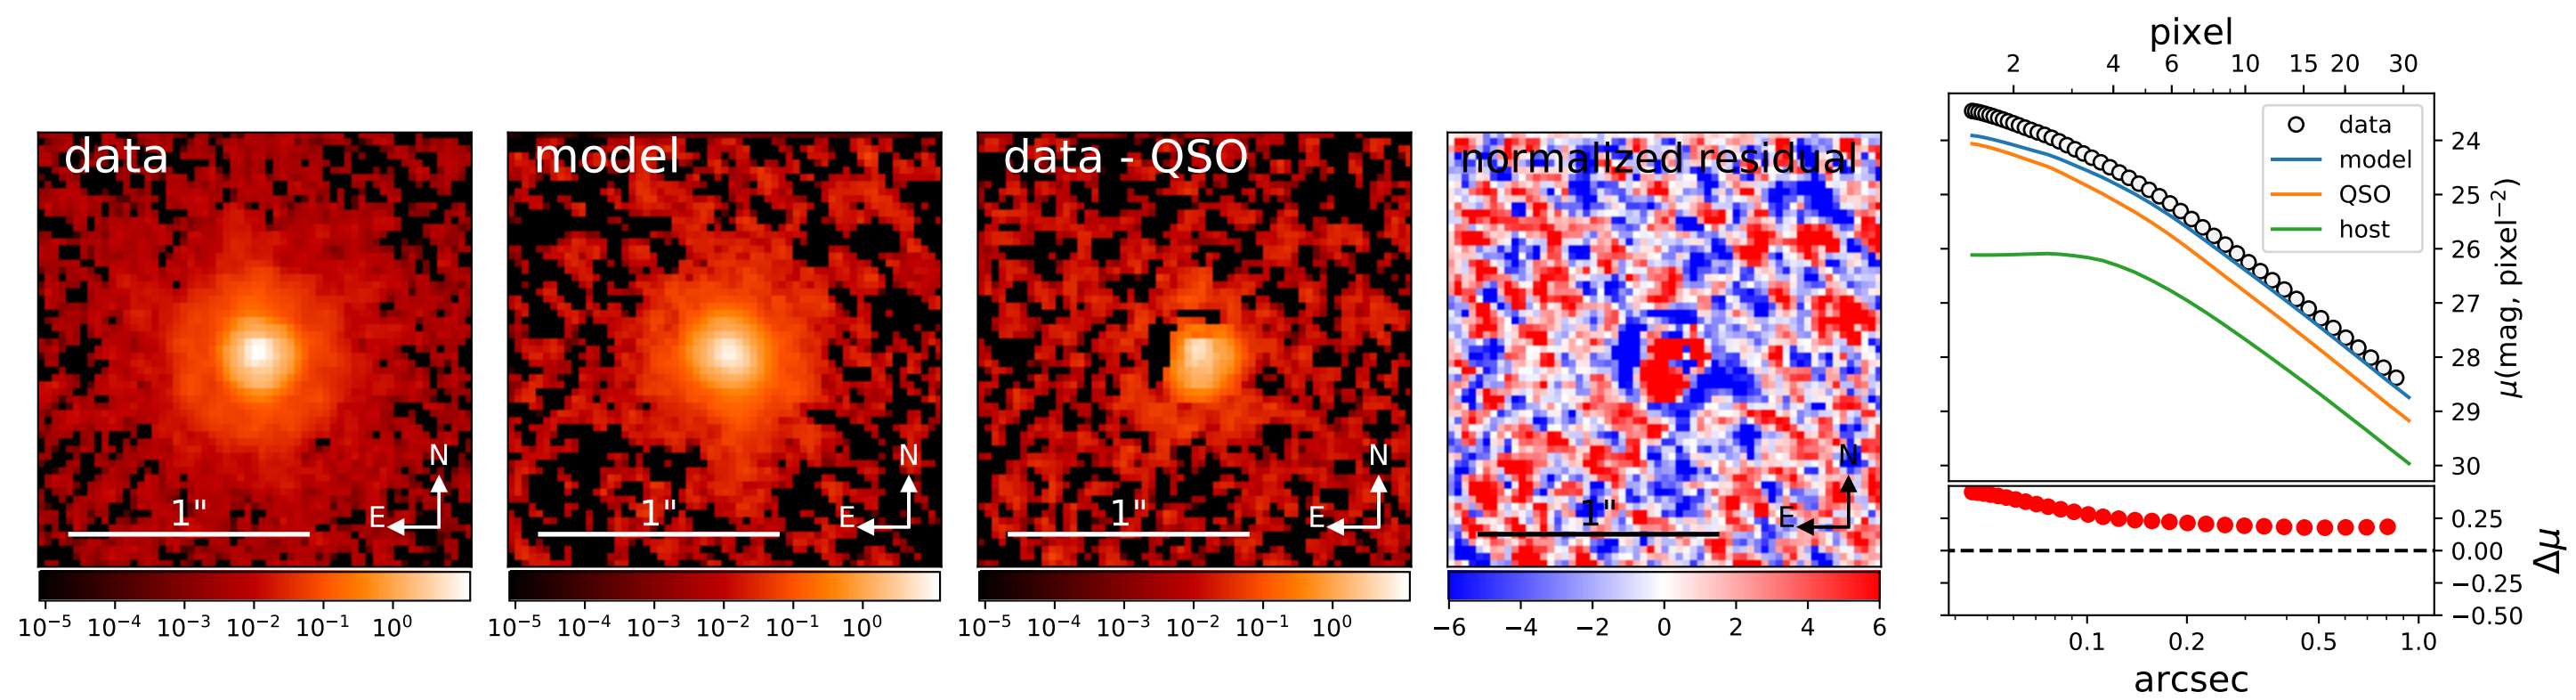 data
N
E
1"
10⁻⁵ 10⁻⁴ 10⁻³ 10⁻² 10⁻¹ 10⁰
model
N
E
1"
10⁻⁵ 10⁻⁴ 10⁻³ 10⁻² 10⁻¹ 10⁰
data - QSO
N
E
1"
10⁻⁵ 10⁻⁴ 10⁻³ 10⁻² 10⁻¹ 10⁰
normalized residual
N
E
1"
−6 −4 −2 0 2 4 6
pixel
2 4 6 10 15 20 30
data
model
QSO
host
24
25
26
27
28
29
30
μ(mag, pixel⁻²)
0.25
0.00
−0.25
−0.50
Δμ
0.1 0.2 0.5 1.0
arcsec